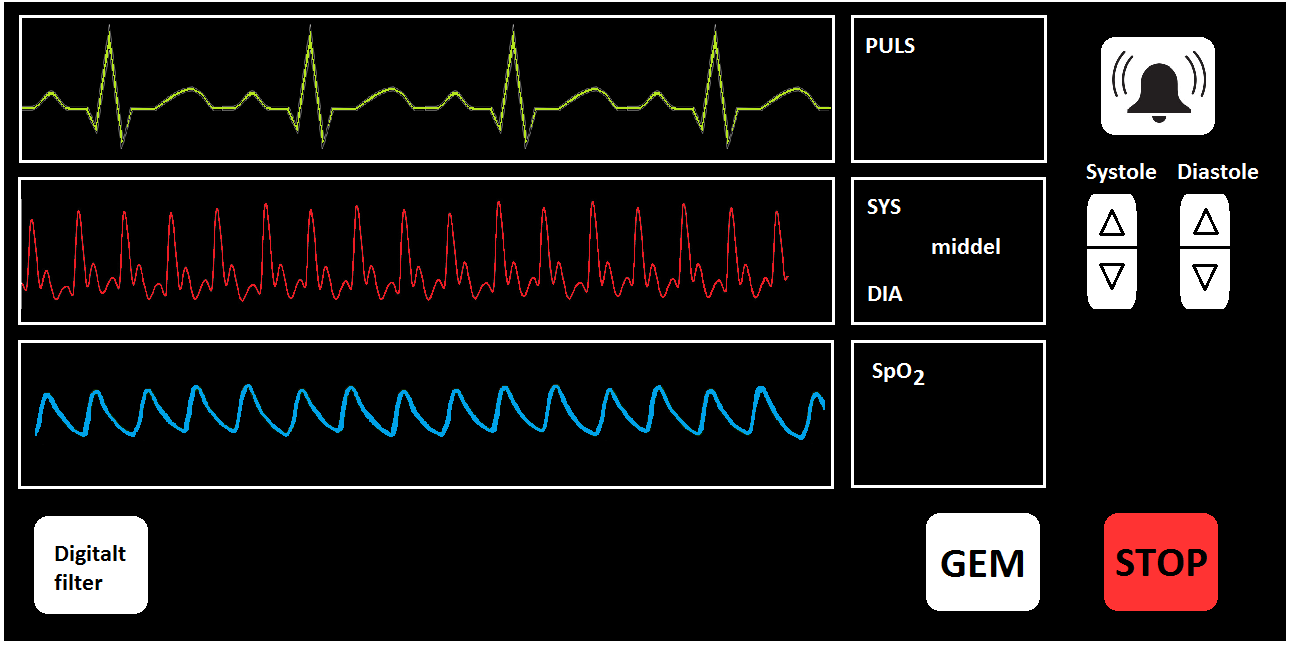 PULS
Systole
Diastole
SYS
middel
DIA
SpO2
Digitalt
filter
GEM
STOP